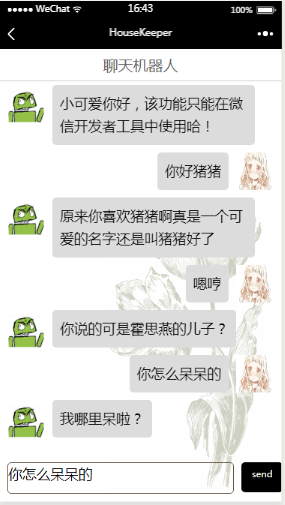 WeChat 16:43 100%
HouseKeeper
聊天机器人
小可爱你好，该功能只能在微
信开发者工具中使用哈！
你好猪猪
原来你喜欢猪猪啊真是一个可
爱的名字还是叫猪猪好了
嗯哼
你说的可是霍思燕的儿子？
你怎么呆呆的
我哪里呆啦？
你怎么呆呆的 send